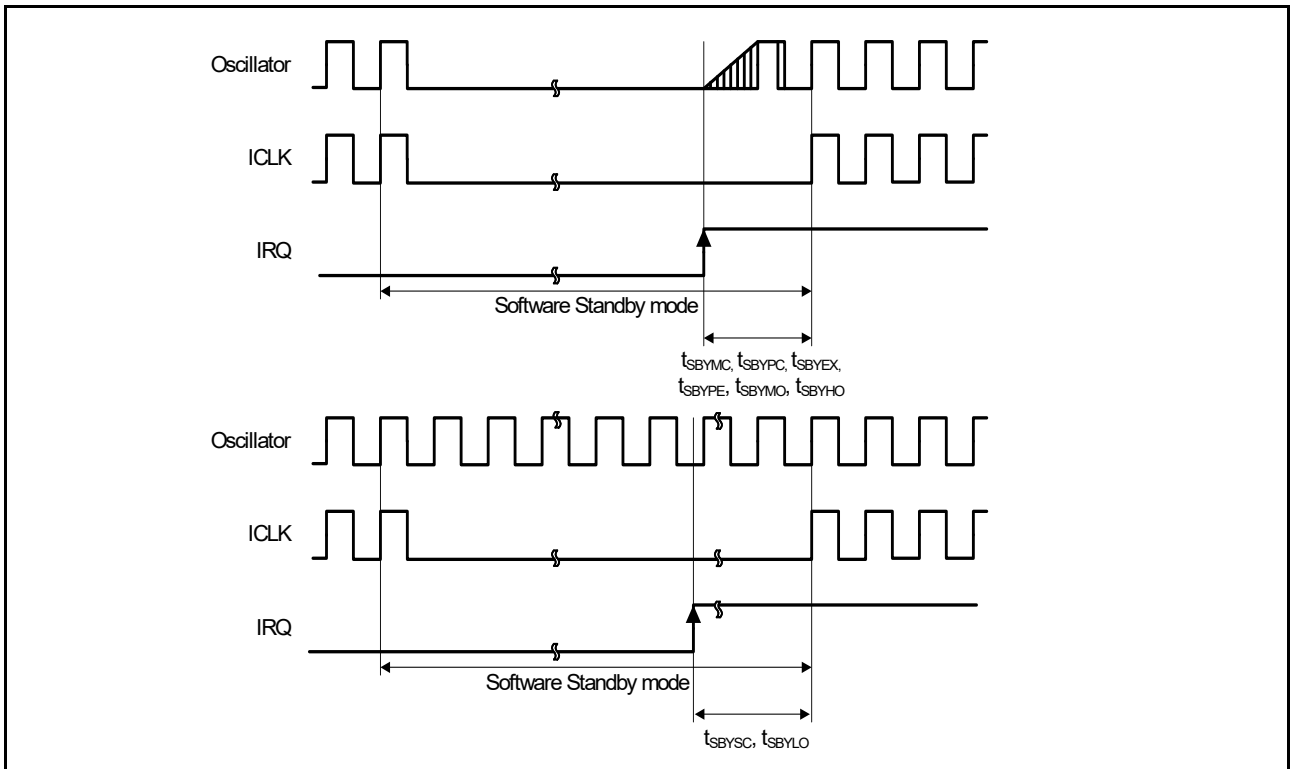 Oscillator
ICLK
IRQ
Software Standby mode
tSBYMC, tSBYPC, tSBYEX,
tSBYPE, tSBYMO, tSBYHO
Oscillator
ICLK
IRQ
Software Standby mode
tSBYSC, tSBYLO